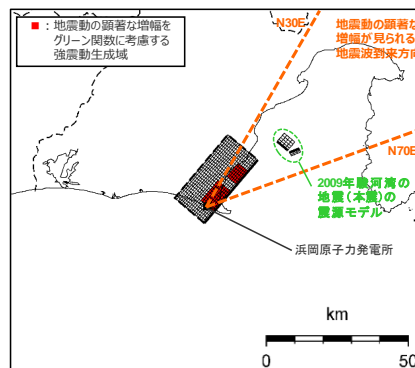 ■：地震動の顕著な増幅を
グリーン関数に考慮する
強震動生成域
N30E
地震動の顕著な
増幅が見られる
地震波到来方向
N70E
2009年駿河湾の
地震(本震)の
震源モデル
浜岡原子力発電所
km
0 50